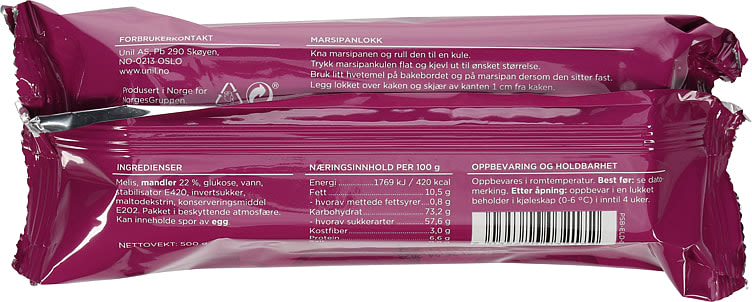 FORBRUKERKONTAKT
Unil AS, Pb 290 Skøyen,
NO-0213 OSLO
www.unil.no
Produsert i Norge for
NorgesGruppen.
MARSIPANLOKK
Kna marsipanen og rull den til en kule.
Trykk marsipankulen flat og kjevl ut til ønsket størrelse.
Bruk litt hvetemel på bakebordet og på marsipan dersom den sitter fast.
Legg lokket over kaken og skjær av kanten 1 cm fra kaken.
INGREDIENSER
Melis, mandler 22 %, glukose, vann,
stabilisator E420, invertsukker,
maltodekstrin, konserveringsmiddel
E202. Pakket i beskyttende atmosfære.
Kan inneholde spor av egg.
NETTOVEKT: 500 g
NÆRINGSINNHOLD PER 100 g
Energi 1769 kJ / 420 kcal
Fett 10,5 g
- hvorav mettede fettsyrer 0,8 g
Karbohydrat 73,2 g
- hvorav sukkerarter 57,6 g
Kostfiber 3,0 g
Protein 6,6 g
OPPBEVARING OG HOLDBARHET
Oppbevares i romtemperatur. Best før: se dato-
merking. Etter åpning: oppbevar i en lukket
beholder i kjøleskap (0-6 °C) i inntil 4 uker.